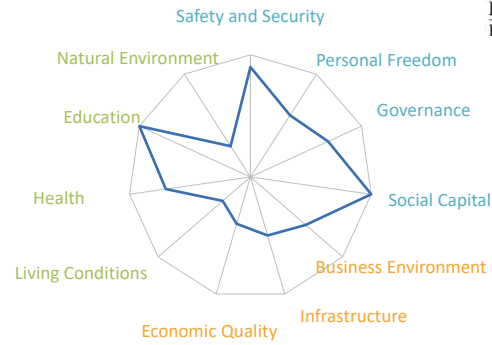 Safety and Security
Natural Environment
Personal Freedom
Education
Governance
Health
Social Capital
Living Conditions
Business Environment
Infrastructure
Economic Quality